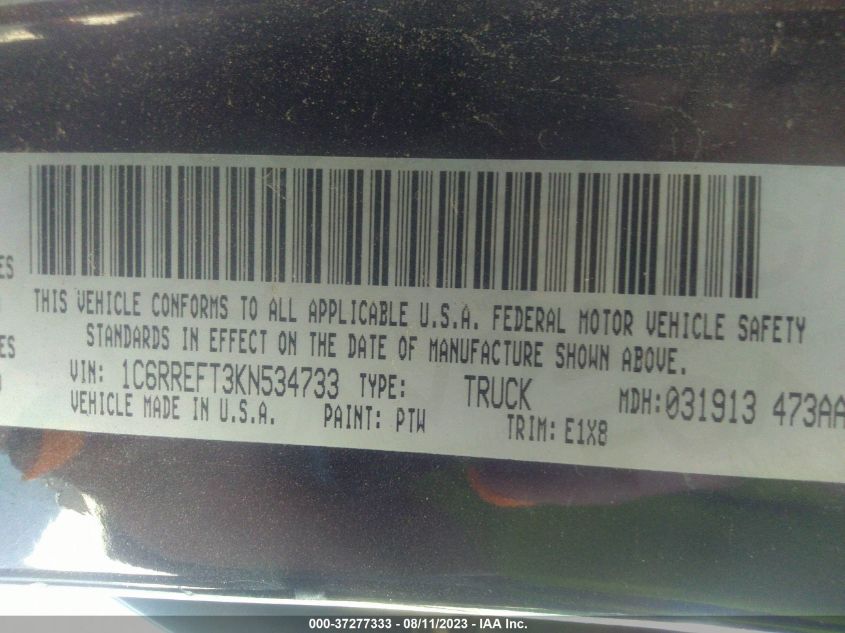 ES
THIS VEHICLE CONFORMS TO ALL APPLICABLE U.S.A. FEDERAL MOTOR VEHICLE SAFETY
STANDARDS IN EFFECT ON THE DATE OF MANUFACTURE SHOWN ABOVE.
ES
VIN: 1C6RREFT3KN534733 TYPE: TRUCK MDH:031913 473AA
VEHICLE MADE IN U.S.A. PAINT: PTW TRIM: E1X8
000-37277333 - 08/11/2023 - IAA Inc.